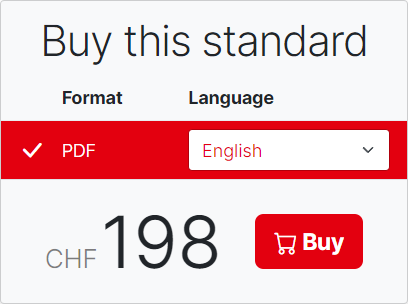 Buy this standard
Format Language
PDF English
CHF 198 Buy